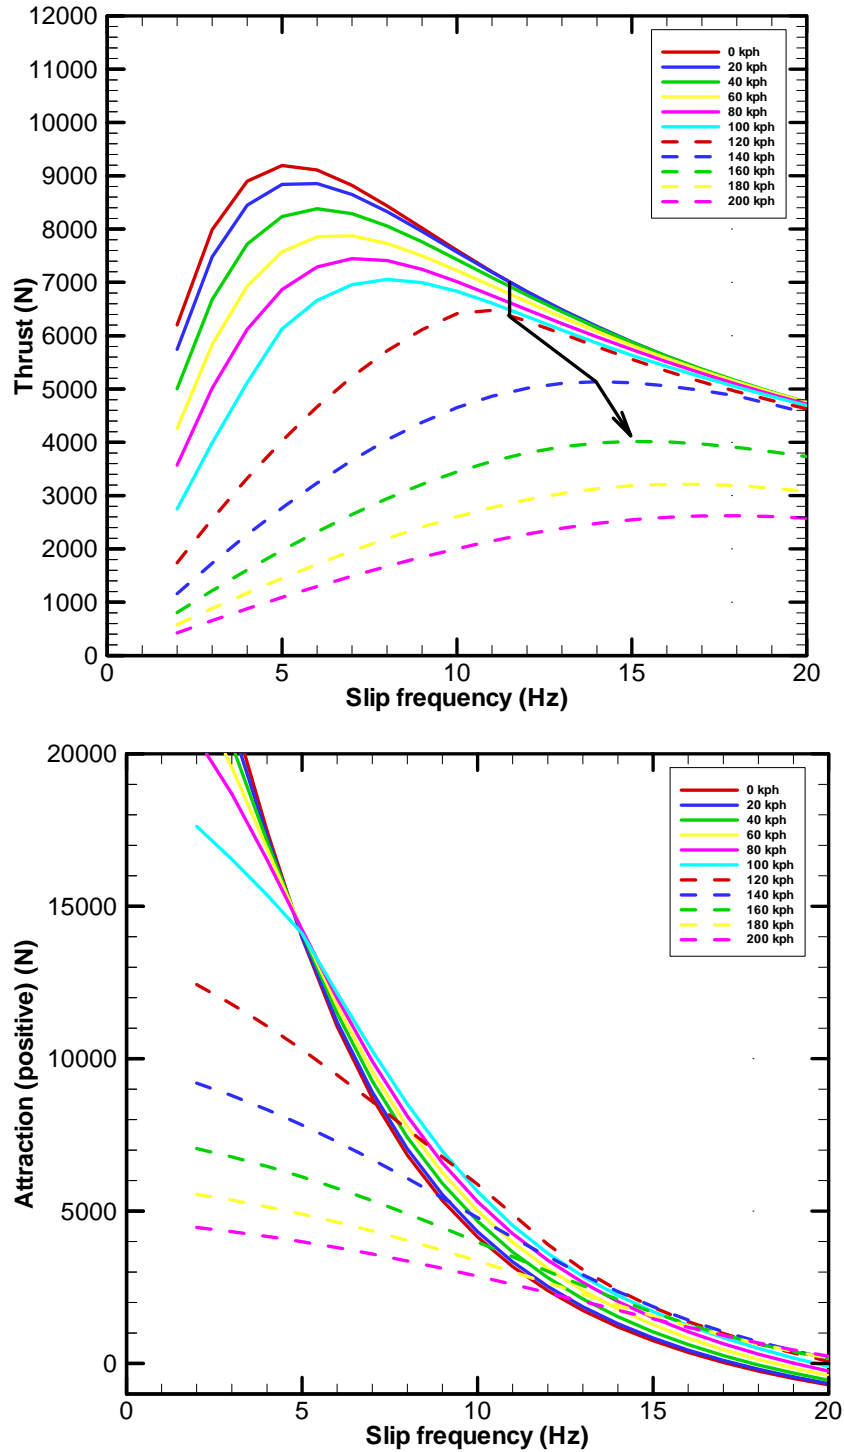 12000
11000
10000
9000
8000
7000
6000
5000
4000
3000
2000
1000
0
Thrust (N)
0 kph
20 kph
40 kph
60 kph
80 kph
100 kph
120 kph
140 kph
160 kph
180 kph
200 kph
0 5 10 15 20
Slip frequency (Hz)
20000
15000
10000
5000
0
Attraction (positive) (N)
0 kph
20 kph
40 kph
60 kph
80 kph
100 kph
120 kph
140 kph
160 kph
180 kph
200 kph
0 5 10 15 20
Slip frequency (Hz)